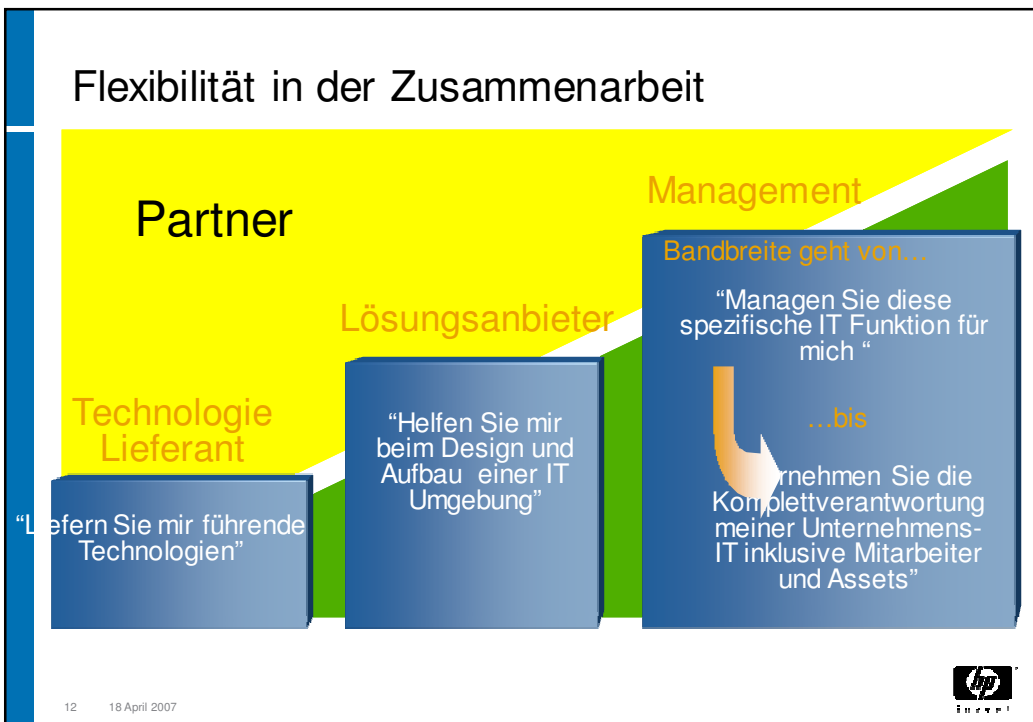 Flexibilität in der Zusammenarbeit
Partner
Technologie
Lieferant
“Liefern Sie mir führende
Technologien”
Lösungsanbieter
“Helfen Sie mir
beim Design und
Aufbau einer IT
Umgebung”
Management
Bandbreite geht von…
“Managen Sie diese
spezifische IT Funktion für
mich “
…bis
rnehmen Sie die
Komplettverantwortung
meiner Unternehmens-
IT inklusive Mitarbeiter
und Assets”
12 18 April 2007
hp